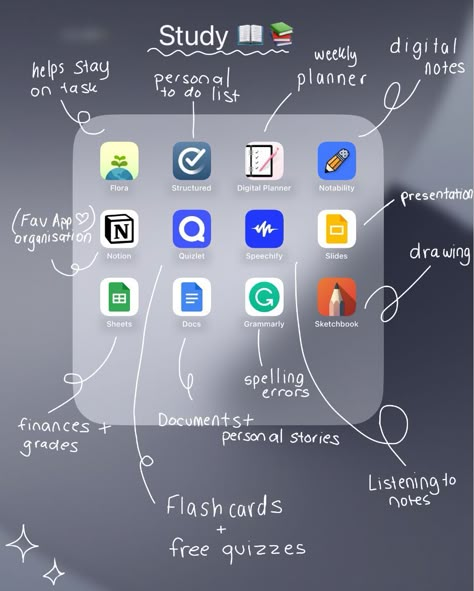 Study 📖📚
helps stay
on task
personal
to do list
weekly
planner
digital
notes
Flora
Structured
Digital Planner
Notability
(Fav App ♡)
organisation
presentation
Notion
Quizlet
Speechify
Slides
drawing
Sheets
Docs
Grammarly
Sketchbook
spelling
errors
finances +
grades
Documents +
personal stories
Listening to
notes
Flashcards
+
free quizzes